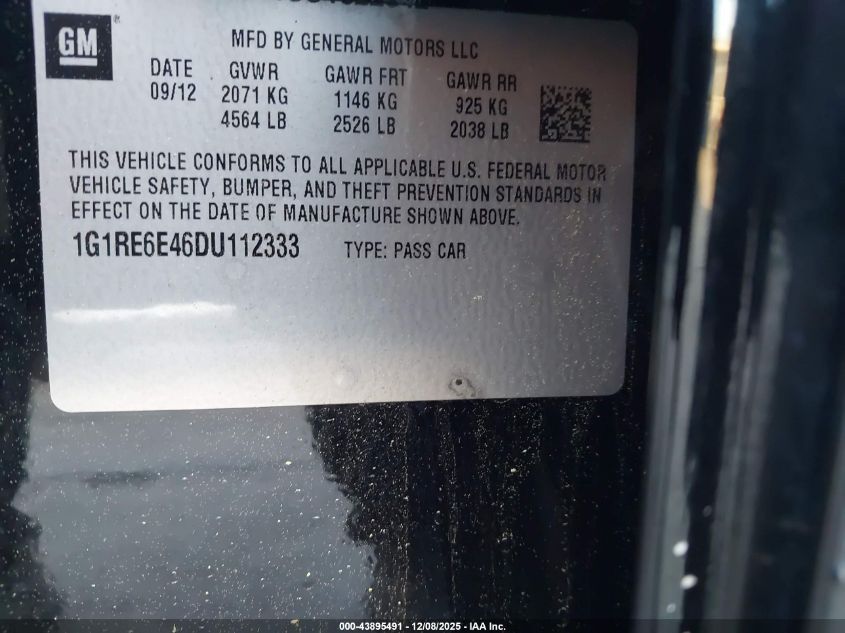 GM
MFD BY GENERAL MOTORS LLC
DATE GVWR GAWR FRT GAWR RR
09/12 2071 KG 1146 KG 925 KG
4564 LB 2526 LB 2038 LB
THIS VEHICLE CONFORMS TO ALL APPLICABLE U.S. FEDERAL MOTOR
VEHICLE SAFETY, BUMPER, AND THEFT PREVENTION STANDARDS IN
EFFECT ON THE DATE OF MANUFACTURE SHOWN ABOVE.
1G1RE6E46DU112333 TYPE: PASS CAR
000-43895491 - 12/08/2025 - IAA Inc.